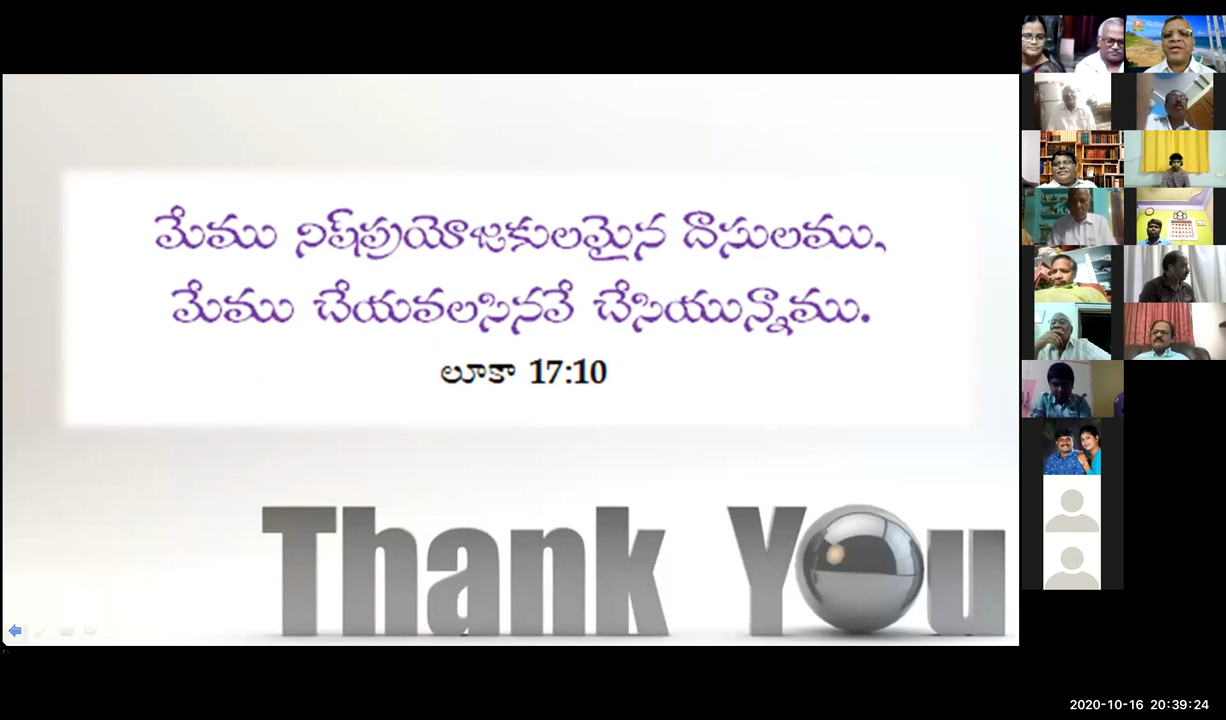 మేము నిష్‌ప్రయోజకులమైన దాసులము,
మేము చేయవలసినవే చేసియున్నాము.
లూకా 17:10
Thank You
2020-10-16 20:39:24